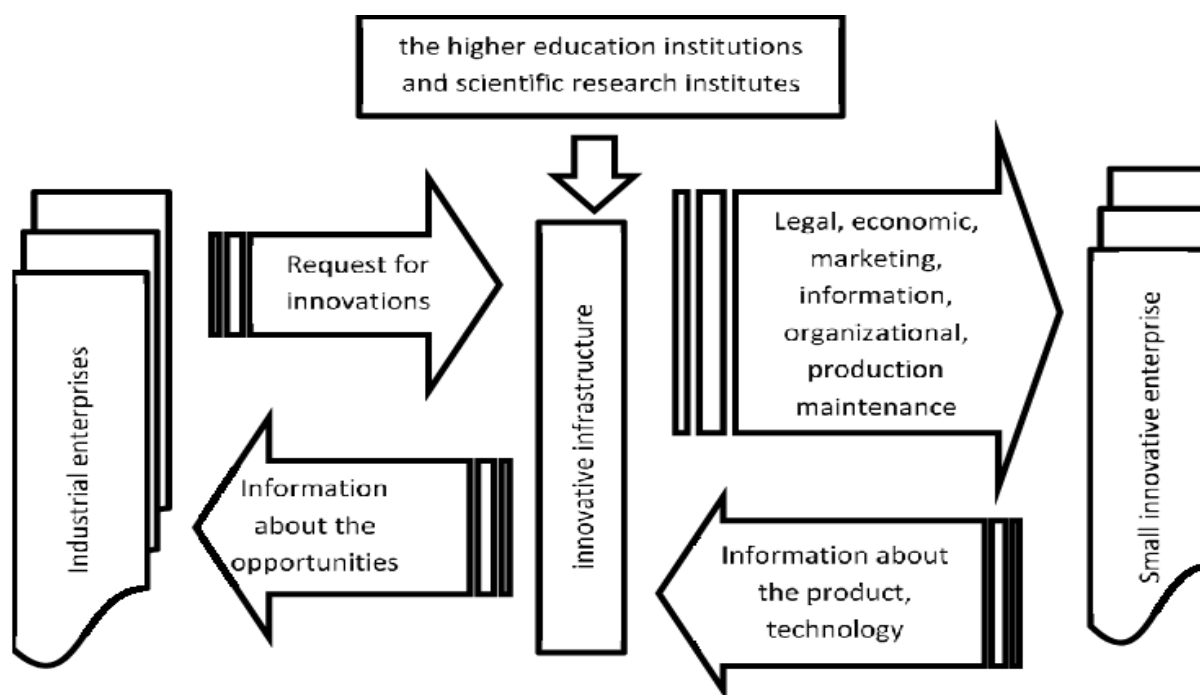 the higher education institutions
and scientific research institutes
Request for
innovations
Legal, economic,
marketing,
information,
organizational,
production
maintenance
Industrial enterprises
innovative infrastructure
Small innovative enterprise
Information
about the
opportunities
Information about
the product,
technology